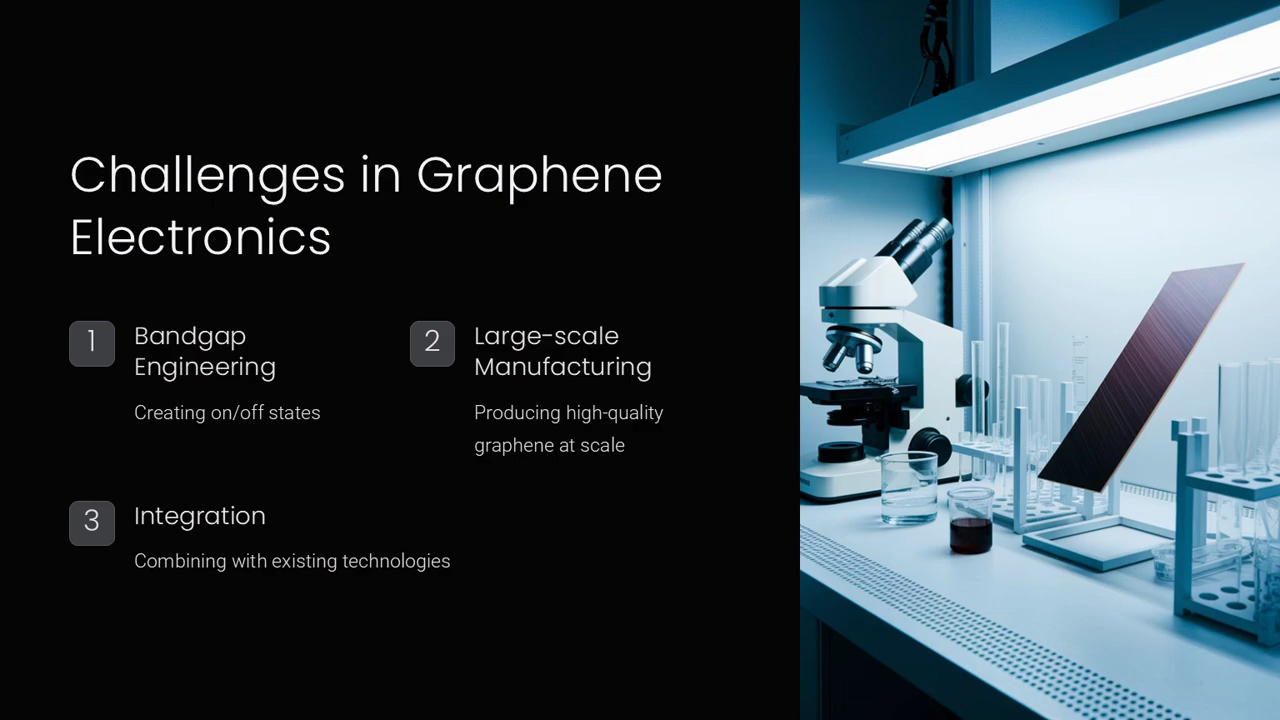 Challenges in Graphene
Electronics
1
Bandgap
Engineering
Creating on/off states
2
Large-scale
Manufacturing
Producing high-quality
graphene at scale
3
Integration
Combining with existing technologies